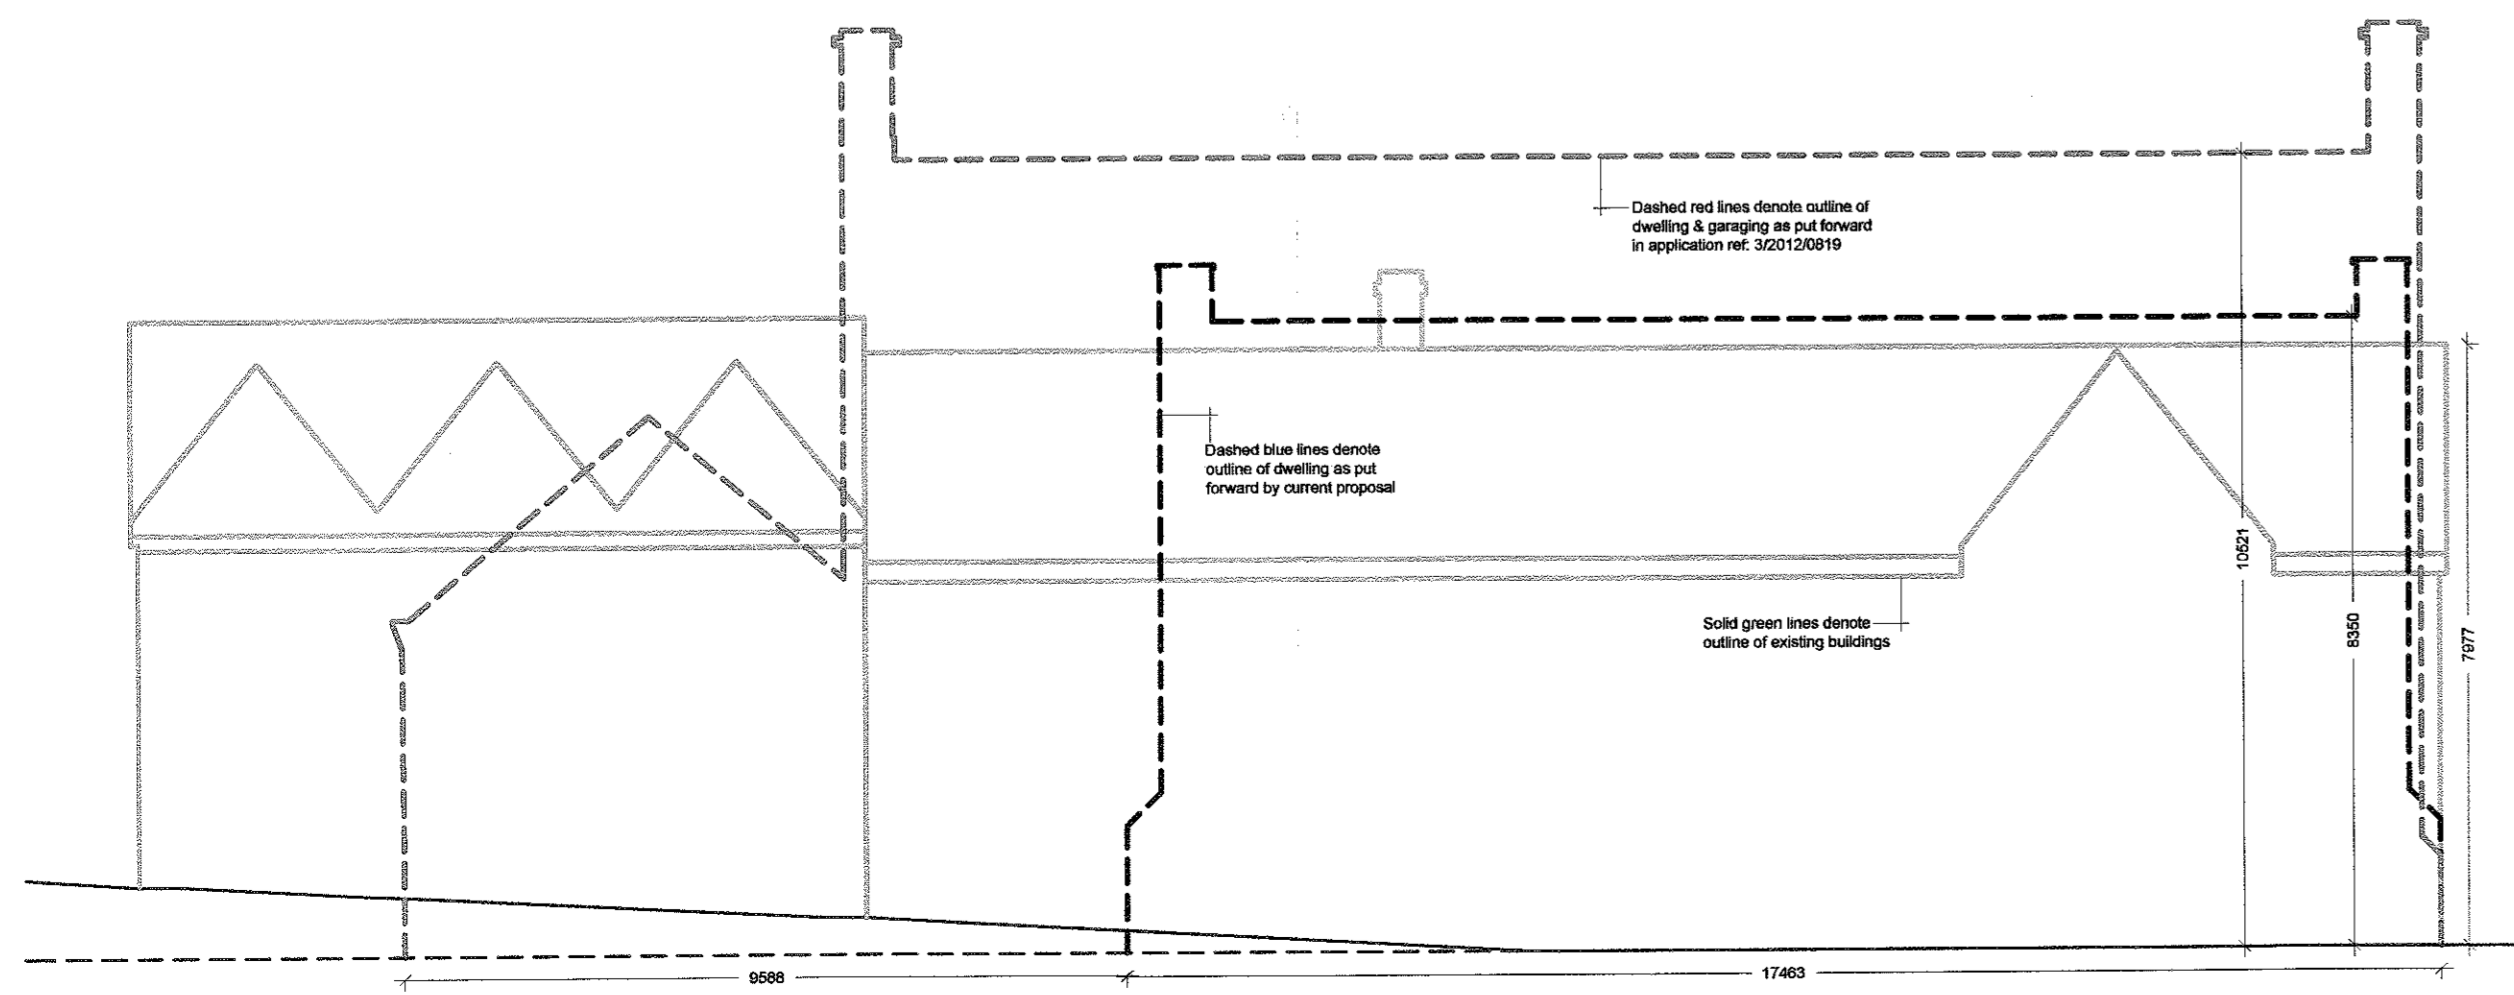 Dashed red lines denote outline of
dwelling & garaging as put forward
in application ref: 3/2012/0819
Dashed blue lines denote
outline of dwelling as put
forward by current proposal
Solid green lines denote
outline of existing buildings
10521
8350
7977
9588
17463